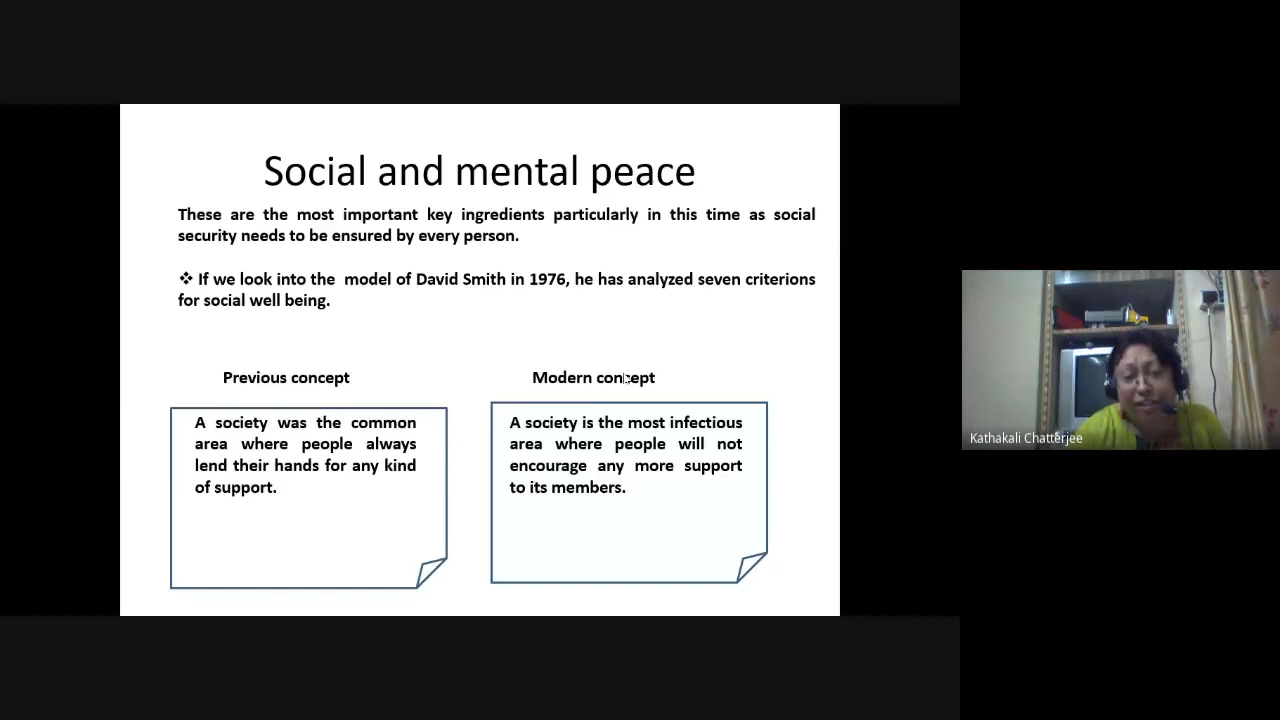 Social and mental peace
These are the most important key ingredients particularly in this time as social
security needs to be ensured by every person.
❖ If we look into the model of David Smith in 1976, he has analyzed seven criterions
for social well being.
Previous concept
A society was the common
area where people always
lend their hands for any kind
of support.
Modern concept
A society is the most infectious
area where people will not
encourage any more support
to its members.
Kathakali Chatterjee